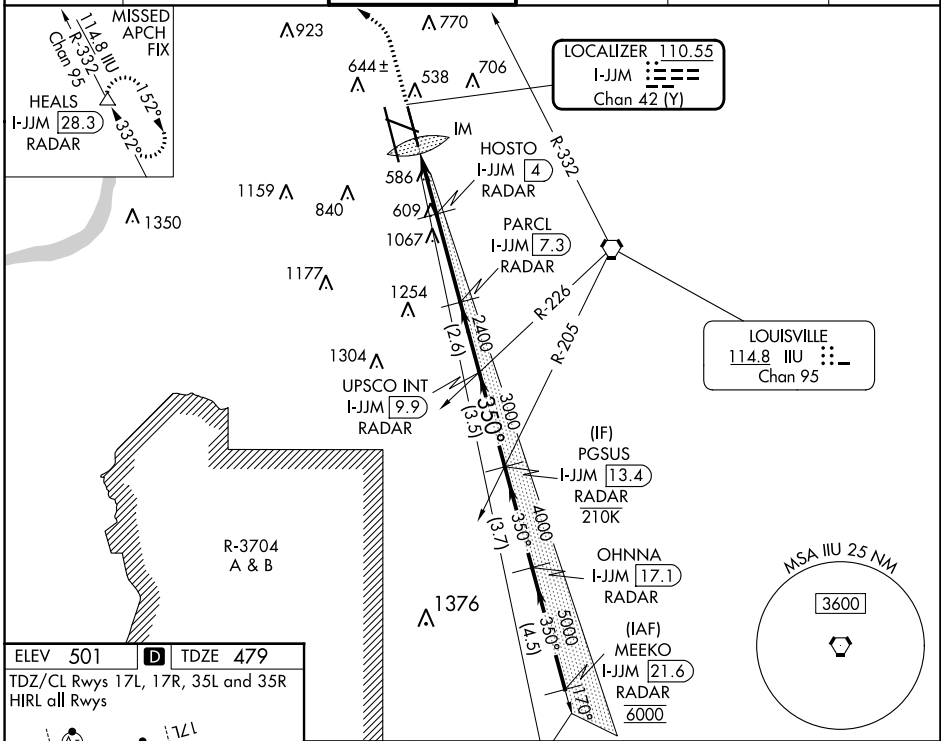 MISSED
APCH
FIX
114.8 IIU
R-332
Chan 95
HEALS
I-JJM 28.3
RADAR
152°
332°
923
770
644±
538
706
LOCALIZER 110.55
I-JJM
Chan 42 (Y)
IM
R-332
HOSTO
I-JJM 4
RADAR
586
1159
840
609
1350
1067
PARCL
I-JJM 7.3
RADAR
1177
1254
R-226
R-205
2400
(2.6)
LOUISVILLE
114.8 IIU
Chan 95
1304
UPSCO INT
I-JJM 9.9
RADAR
3000
350°
(3.5)
(IF)
PGSUS
I-JJM 13.4
RADAR
210K
R-3704
A & B
4000
350°
(3.7)
OHNNA
I-JJM 17.1
RADAR
1376
5000
350°
(4.5)
(IAF)
MEEKO
I-JJM 21.6
RADAR
6000
170°
MSA IIU 25 NM
3600
ELEV 501 D TDZE 479
TDZ/CL Rwys 17L, 17R, 35L and 35R
HIRL all Rwys
17L